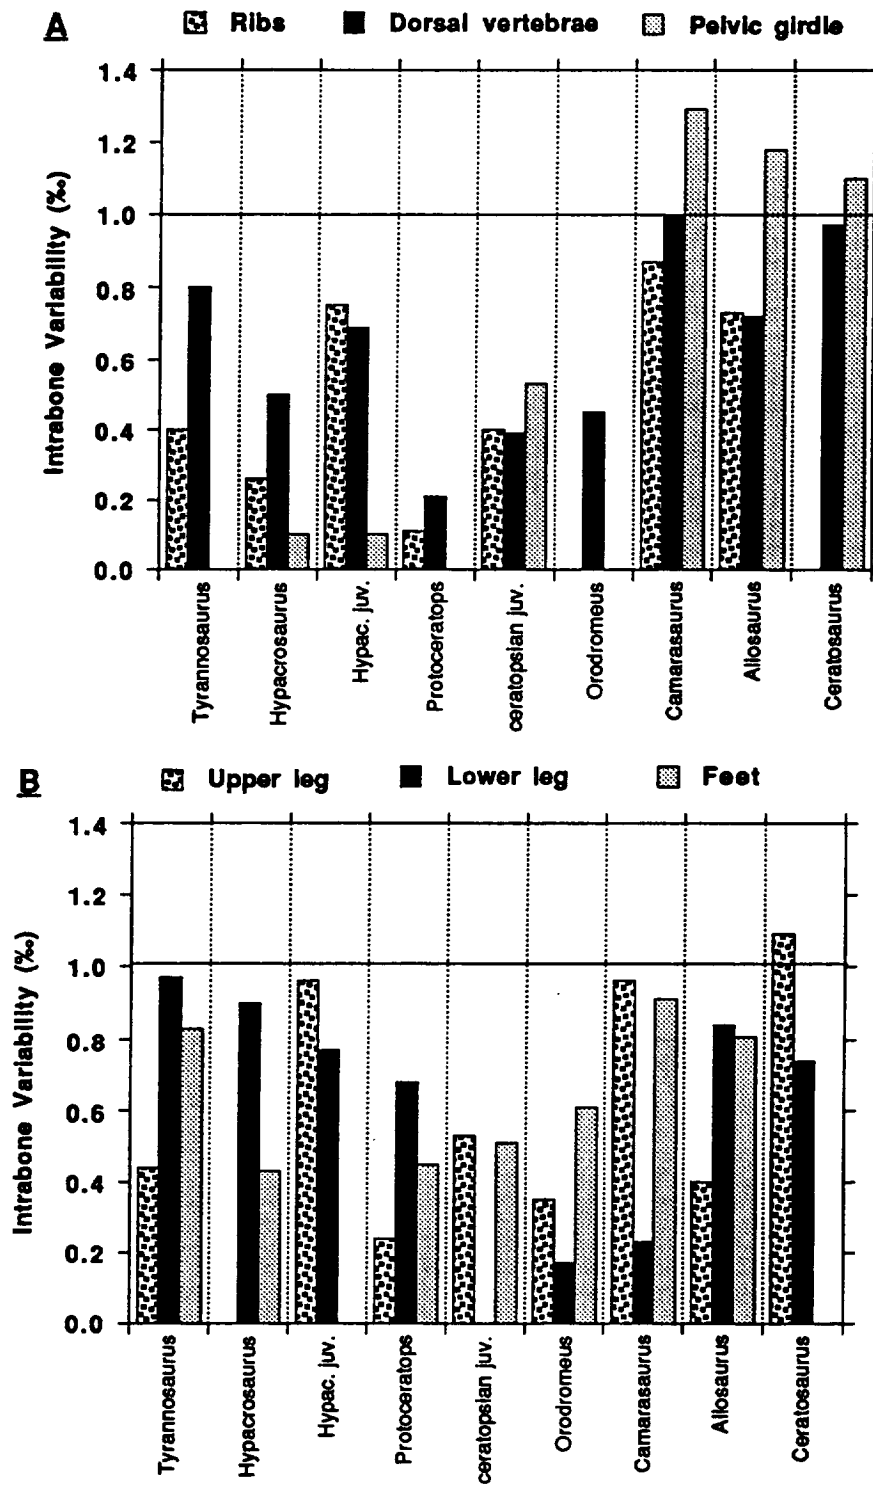 A Ribs Dorsal vertebrae Pelvic girdle
1.4
1.2
1.0
0.8
0.6
0.4
0.2
0.0
Intrabone Variability (‰)
Tyrannosaurus
Hypacrosaurus
Hypac. juv.
Protoceratops
ceratopsian juv.
Orodromeus
Camarasaurus
Allosaurus
Ceratosaurus
B Upper leg Lower leg Feet
1.4
1.2
1.0
0.8
0.6
0.4
0.2
0.0
Intrabone Variability (‰)
Tyrannosaurus
Hypacrosaurus
Hypac. juv.
Protoceratops
ceratopsian juv.
Orodromeus
Camarasaurus
Allosaurus
Ceratosaurus